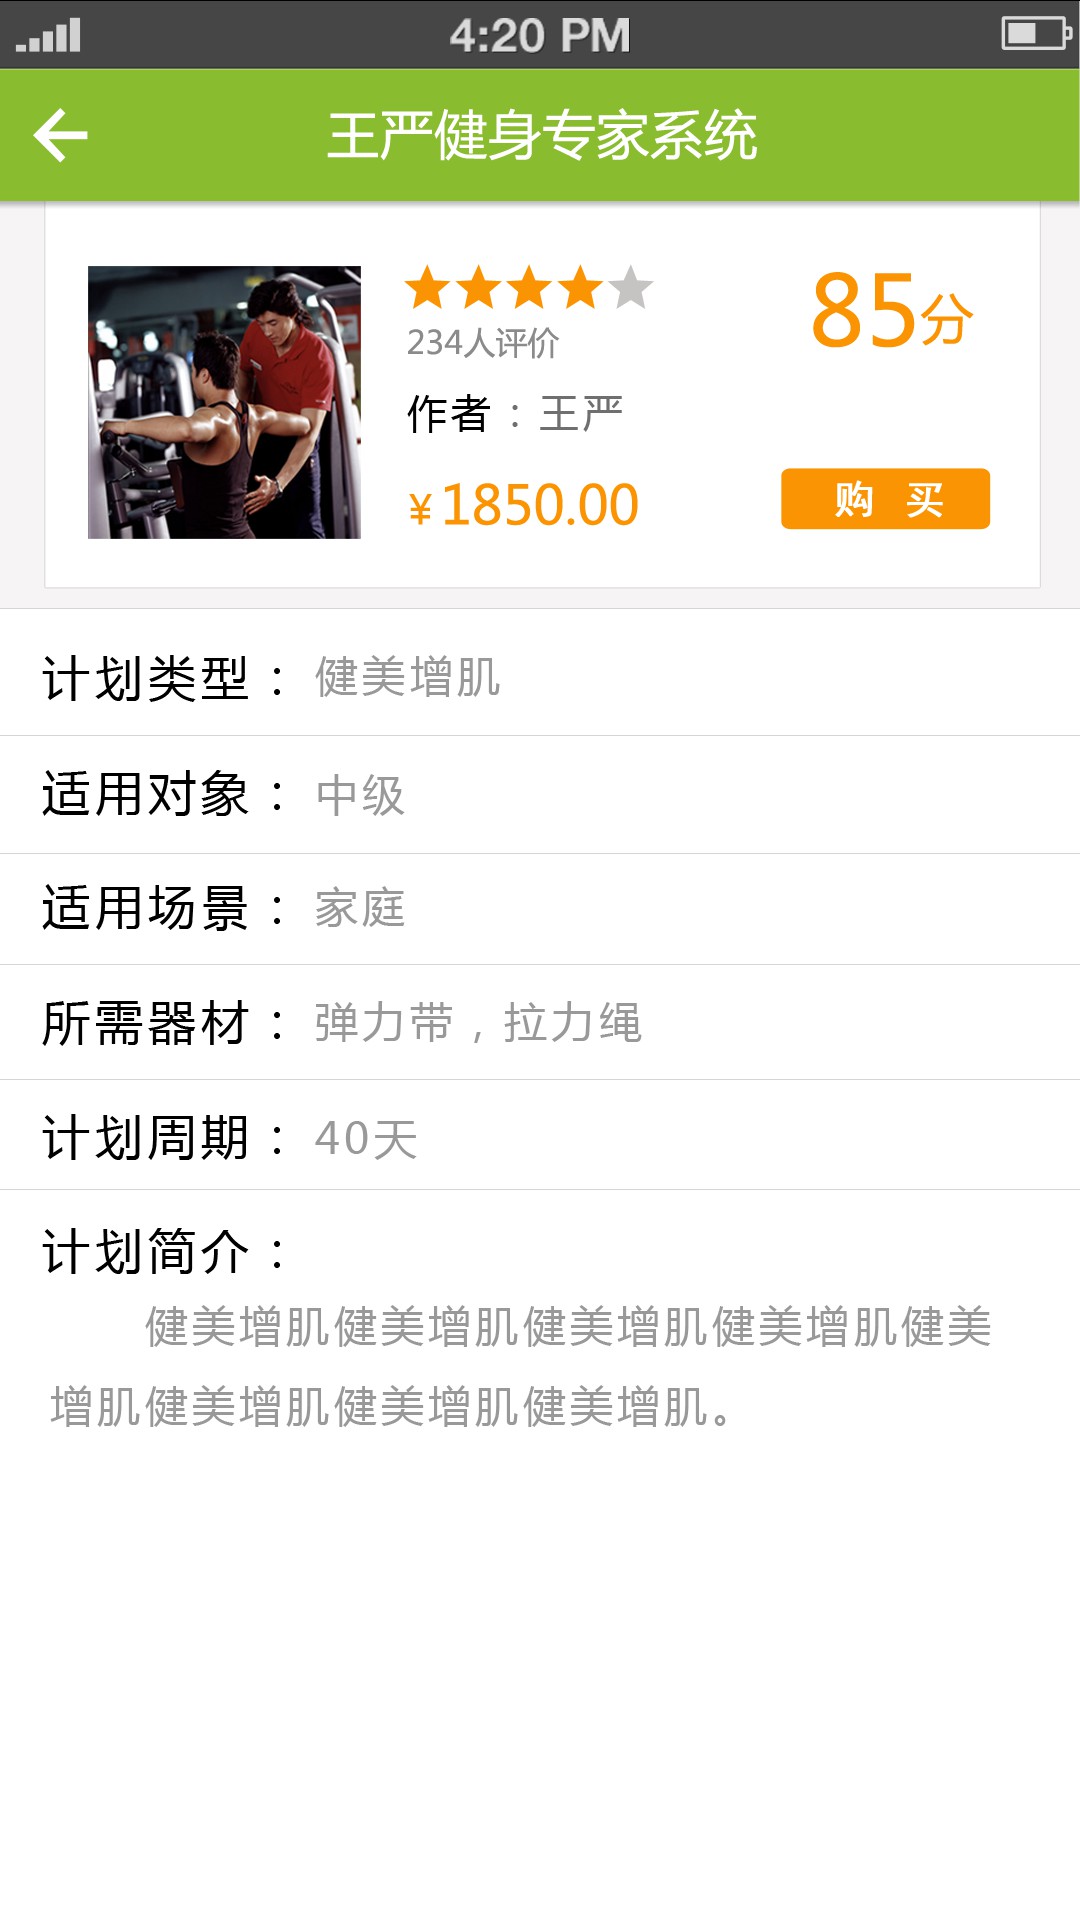 4:20 PM
王严健身专家系统
85分
234人评价
作者：王严
¥1850.00
购 买
计划类型： 健美增肌
适用对象： 中级
适用场景： 家庭
所需器材： 弹力带，拉力绳
计划周期： 40天
计划简介：
健美增肌健美增肌健美增肌健美增肌健美
增肌健美增肌健美增肌健美增肌。